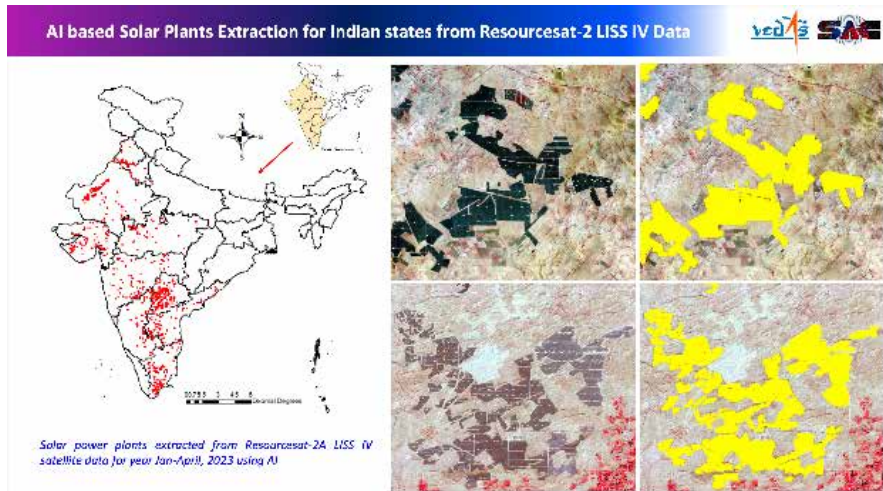 AI based Solar Plants Extraction for Indian states from Resourcesat-2 LISS IV Data
vedas
N
W
E
S
Decimal Degrees
Solar power plants extracted from Resourcesat-2A LISS IV
satellite data for year Jan-April, 2023 using AI